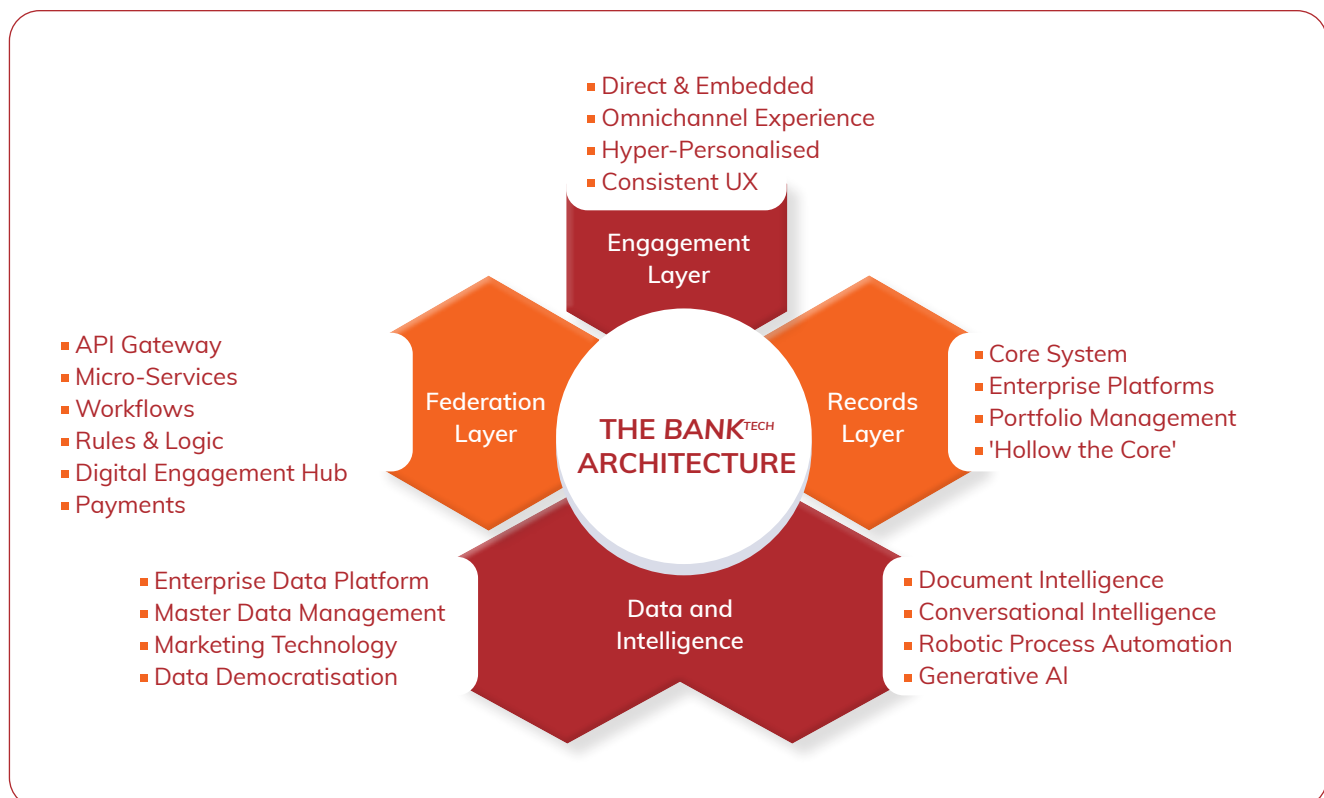 ▪ Direct & Embedded
▪ Omnichannel Experience
▪ Hyper-Personalised
▪ Consistent UX
Engagement
Layer
▪ API Gateway
▪ Micro-Services
▪ Workflows
▪ Rules & Logic
▪ Digital Engagement Hub
▪ Payments
Federation
Layer
THE BANKTECH
ARCHITECTURE
Records
Layer
▪ Core System
▪ Enterprise Platforms
▪ Portfolio Management
▪ 'Hollow the Core'
▪ Enterprise Data Platform
▪ Master Data Management
▪ Marketing Technology
▪ Data Democratisation
Data and
Intelligence
▪ Document Intelligence
▪ Conversational Intelligence
▪ Robotic Process Automation
▪ Generative AI